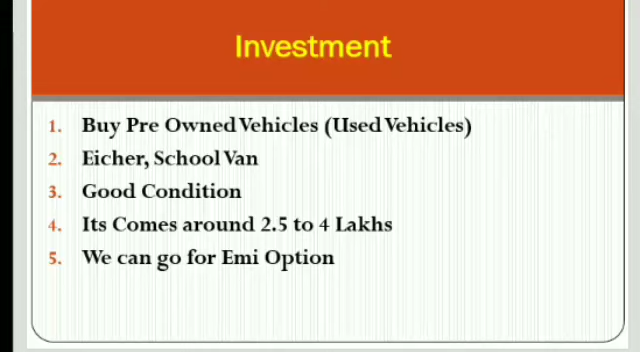 Investment
1. Buy Pre Owned Vehicles (Used Vehicles)
2. Eicher, School Van
3. Good Condition
4. Its Comes around 2.5 to 4 Lakhs
5. We can go for Emi Option